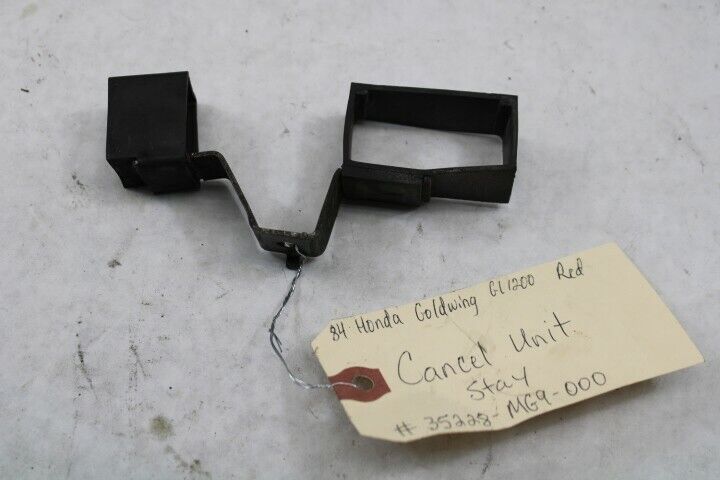 84 Honda Goldwing GL1200 Red
Cancel Unit
Stay
# 35228-MG9-000